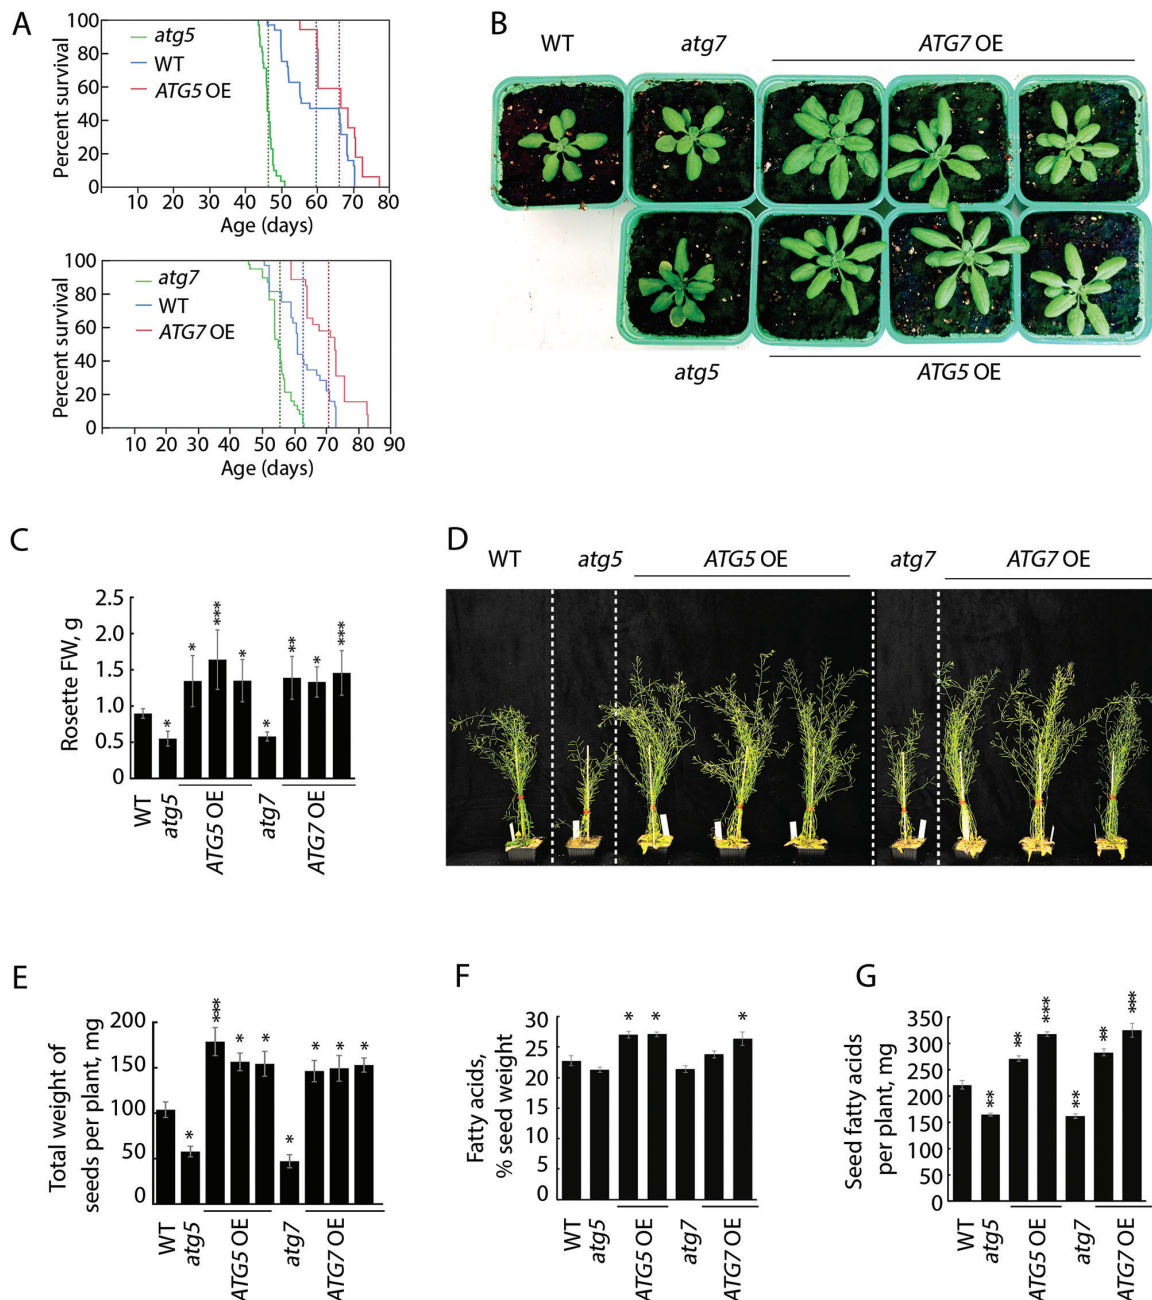 A
100
80
60
40
20
0
Percent survival
atg5
WT
ATG5 OE
10 20 30 40 50 60 70 80
Age (days)
100
80
60
40
20
0
Percent survival
atg7
WT
ATG7 OE
10 20 30 40 50 60 70 80 90
Age (days)
B
WT atg7 ATG7 OE
atg5 ATG5 OE
C
2.5
2.0
1.5
1.0
0.5
0
Rosette FW, g
* * *** * * ** * ***
WT atg5 ATG5 OE atg7 ATG7 OE
D
WT atg5 ATG5 OE atg7 ATG7 OE
E
200
150
100
50
0
Total weight of
seeds per plant, mg
* *** * * * * * *
WT atg5 ATG5 OE atg7 ATG7 OE
F
30
25
20
15
10
5
0
Fatty acids,
% seed weight
* * *
WT atg5 ATG5 OE atg7 ATG7 OE
G
350
300
250
200
150
100
50
0
Seed fatty acids
per plant, mg
** ** *** ** ** ***
WT atg5 ATG5 OE atg7 ATG7 OE